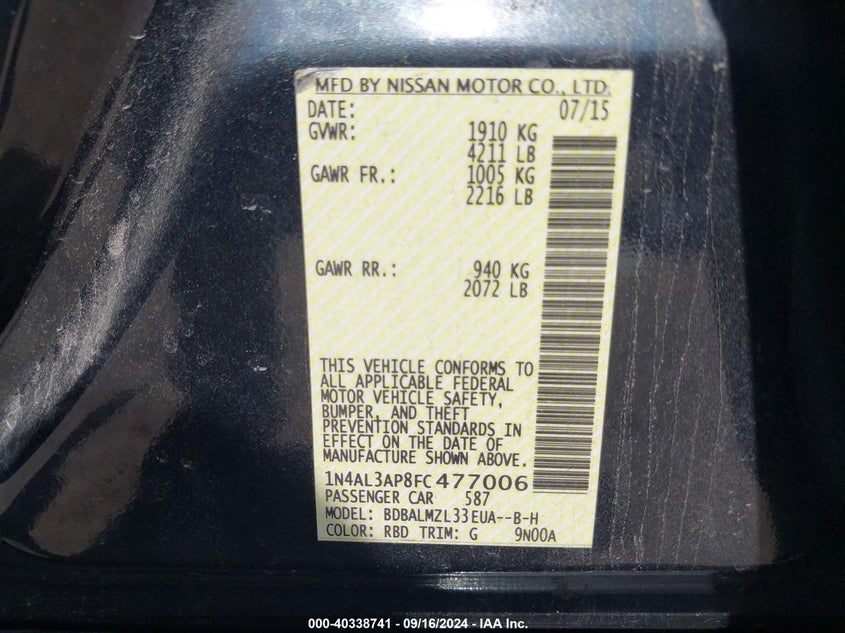 MFD BY NISSAN MOTOR CO., LTD.
DATE: 07/15
GVWR: 1910 KG
4211 LB
GAWR FR.: 1005 KG
2216 LB
GAWR RR.: 940 KG
2072 LB
THIS VEHICLE CONFORMS TO
ALL APPLICABLE FEDERAL
MOTOR VEHICLE SAFETY,
BUMPER, AND THEFT
PREVENTION STANDARDS IN
EFFECT ON THE DATE OF
MANUFACTURE SHOWN ABOVE.
1N4AL3AP8FC477006
PASSENGER CAR 587
MODEL: BDBALMZL33EUA--B-H
COLOR: RBD TRIM: G 9N00A
000-40338741 - 09/16/2024 - IAA Inc.